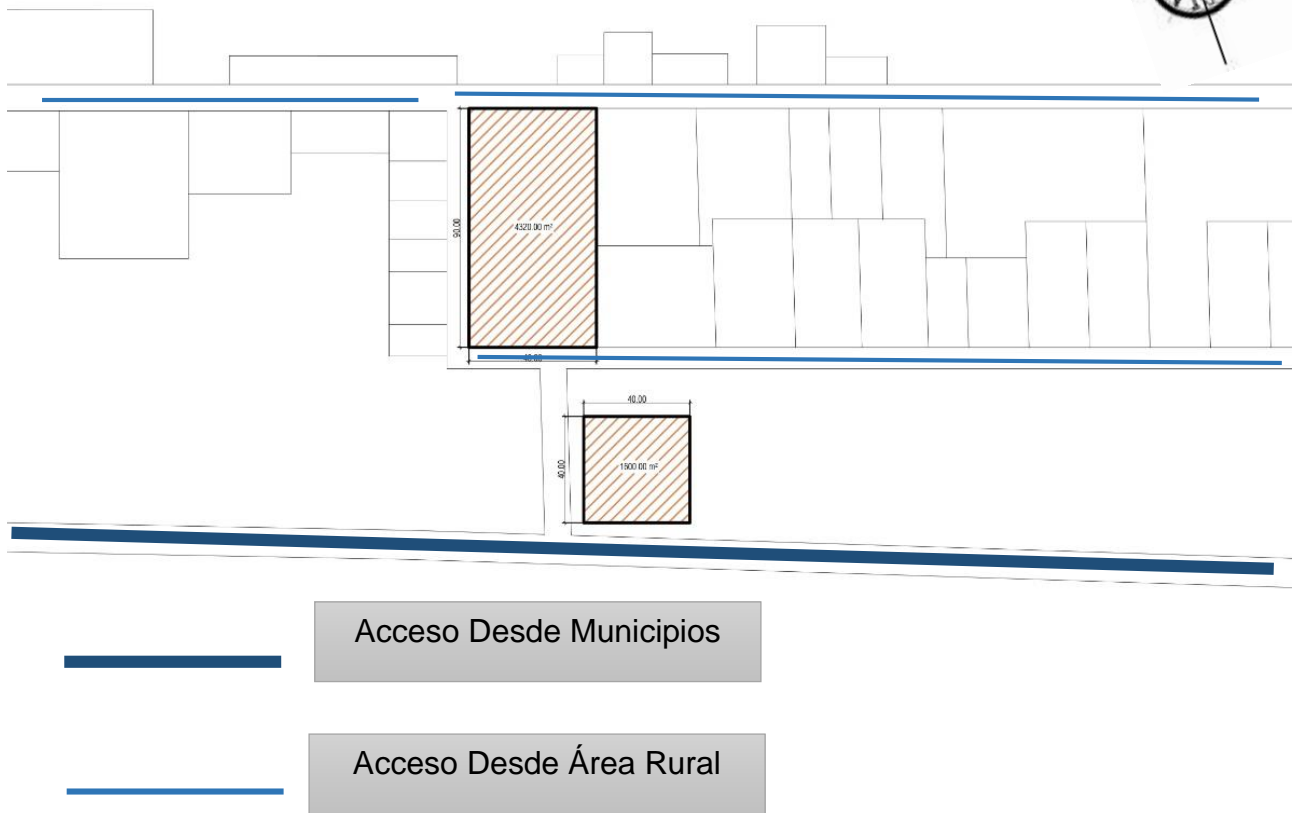 90.00
4320.00 m²
48.00
40.00
40.00
1600.00 m²
Acceso Desde Municipios
Acceso Desde Área Rural